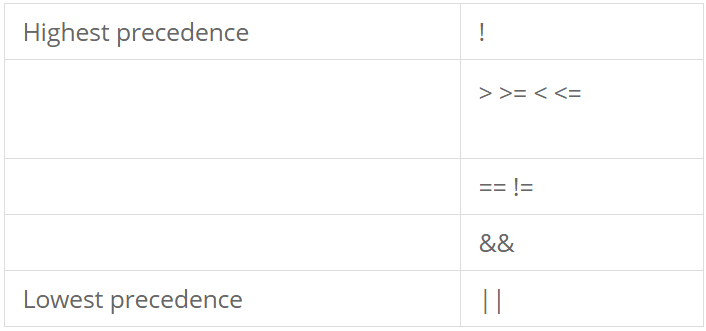 Highest precedence !
> >= < <=
== !=
&&
Lowest precedence ||